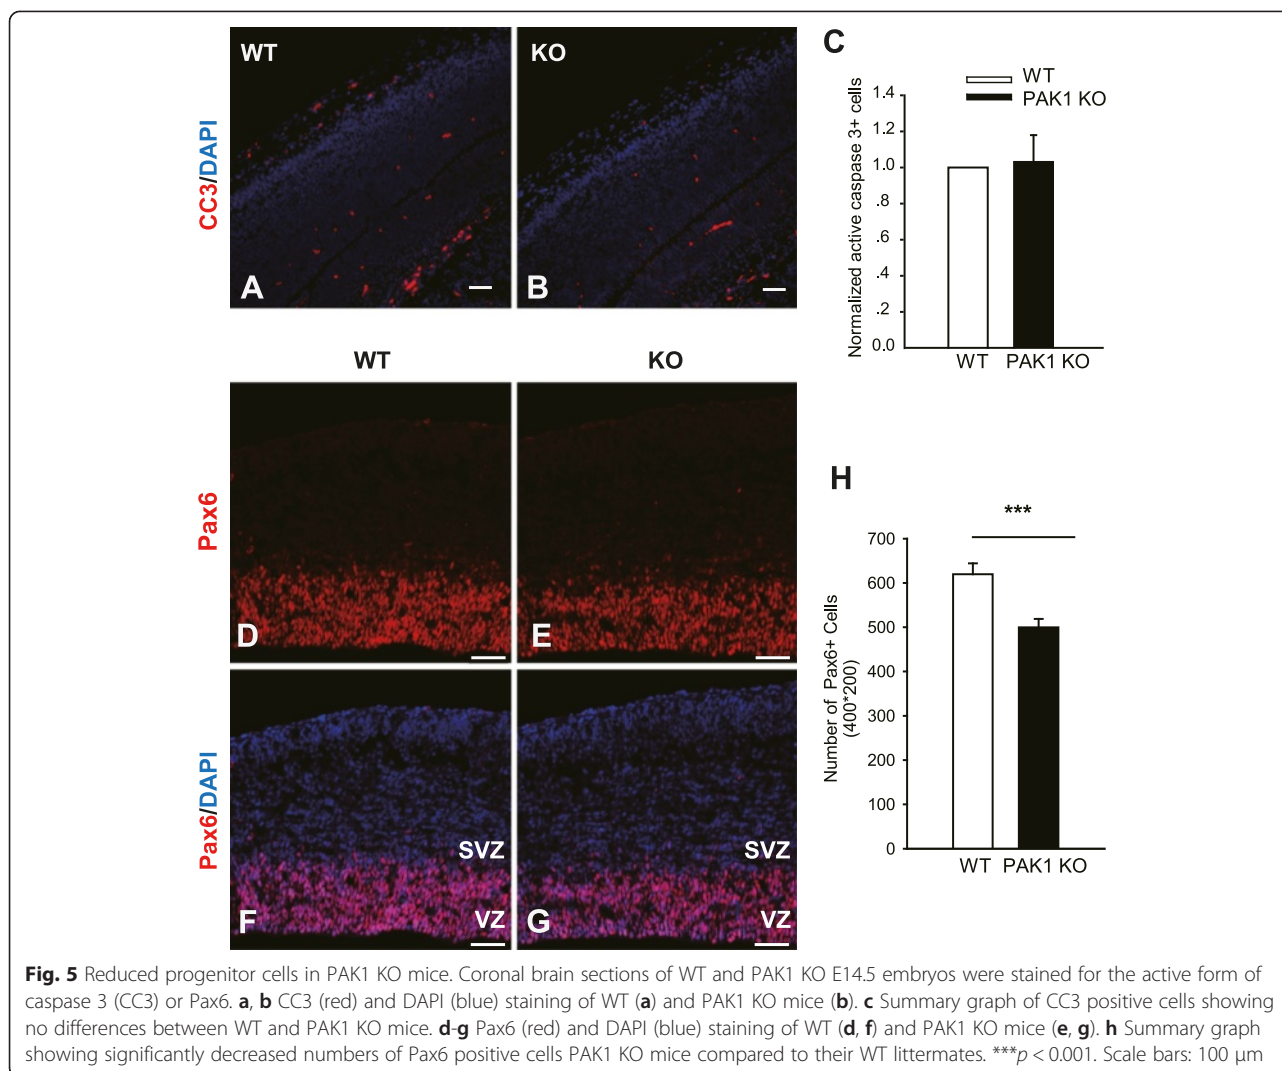 WT
KO
C
CC3/DAPI
A
B
WT
PAK1 KO
Normalized active caspase 3+ cells
1.4
1.2
1.0
.8
.6
.4
.2
0.0
WT PAK1 KO
WT
KO
Pax6
D
E
Pax6/DAPI
SVZ
SVZ
F
VZ
G
VZ
H
***
Number of Pax6+ Cells
(400*200)
700
600
500
400
300
200
100
0
WT PAK1 KO
Fig. 5 Reduced progenitor cells in PAK1 KO mice. Coronal brain sections of WT and PAK1 KO E14.5 embryos were stained for the active form of
caspase 3 (CC3) or Pax6. a, b CC3 (red) and DAPI (blue) staining of WT (a) and PAK1 KO mice (b). c Summary graph of CC3 positive cells showing
no differences between WT and PAK1 KO mice. d-g Pax6 (red) and DAPI (blue) staining of WT (d, f) and PAK1 KO mice (e, g). h Summary graph
showing significantly decreased numbers of Pax6 positive cells PAK1 KO mice compared to their WT littermates. ***p < 0.001. Scale bars: 100 μm